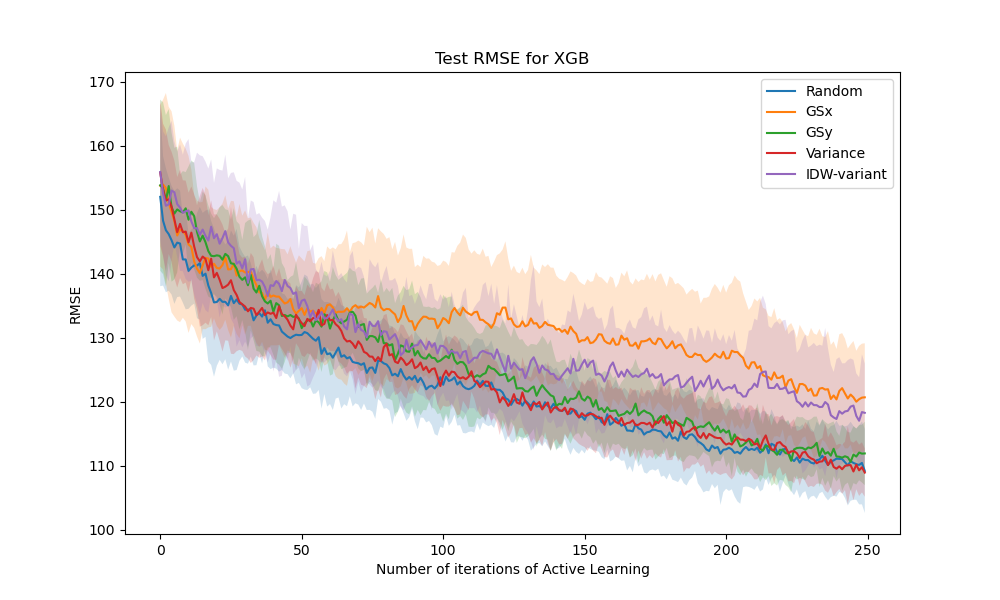 Test RMSE for XGB
170
160
150
140
130
120
110
100
RMSE
Random
GSx
GSy
Variance
IDW-variant
0
50
100
150
200
250
Number of iterations of Active Learning